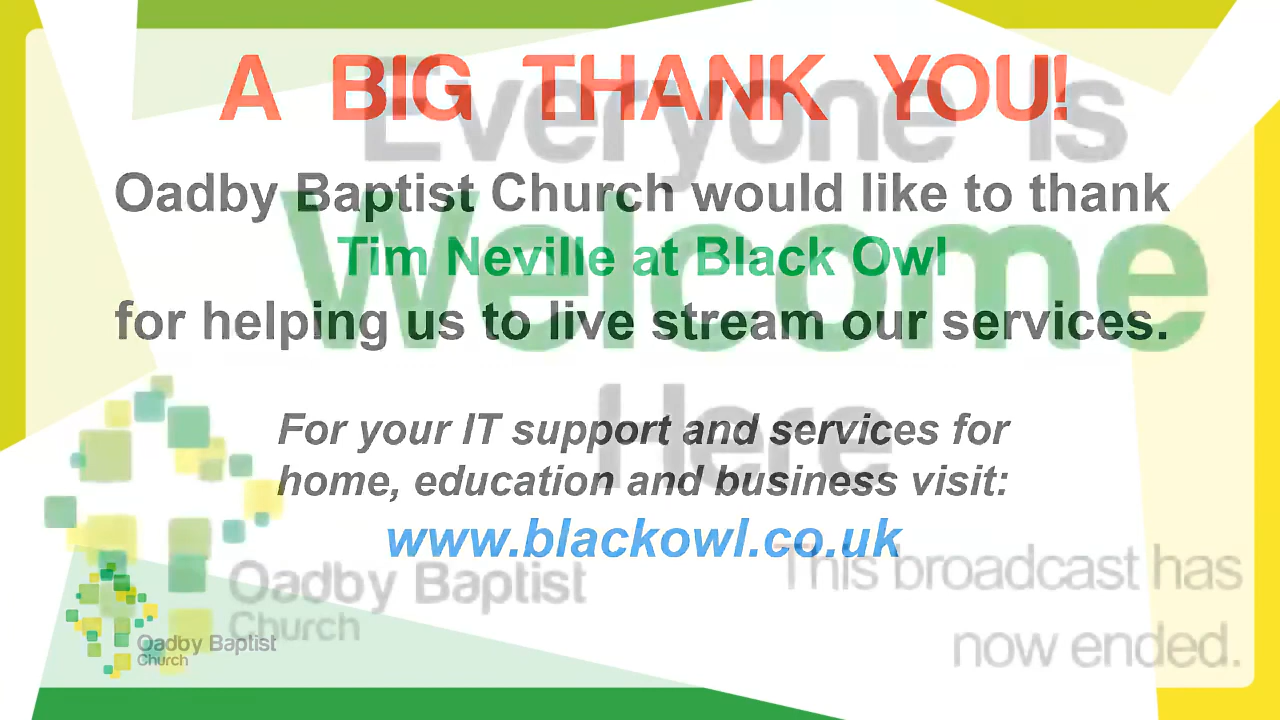 A BIG THANK YOU!
Everyone is
Oadby Baptist Church would like to thank
Welcome
Tim Neville at Black Owl
for helping us to live stream our services.
Here
For your IT support and services for
home, education and business visit:
www.blackowl.co.uk
This broadcast has
now ended.
Oadby Baptist
Church
Oadby Baptist
Church